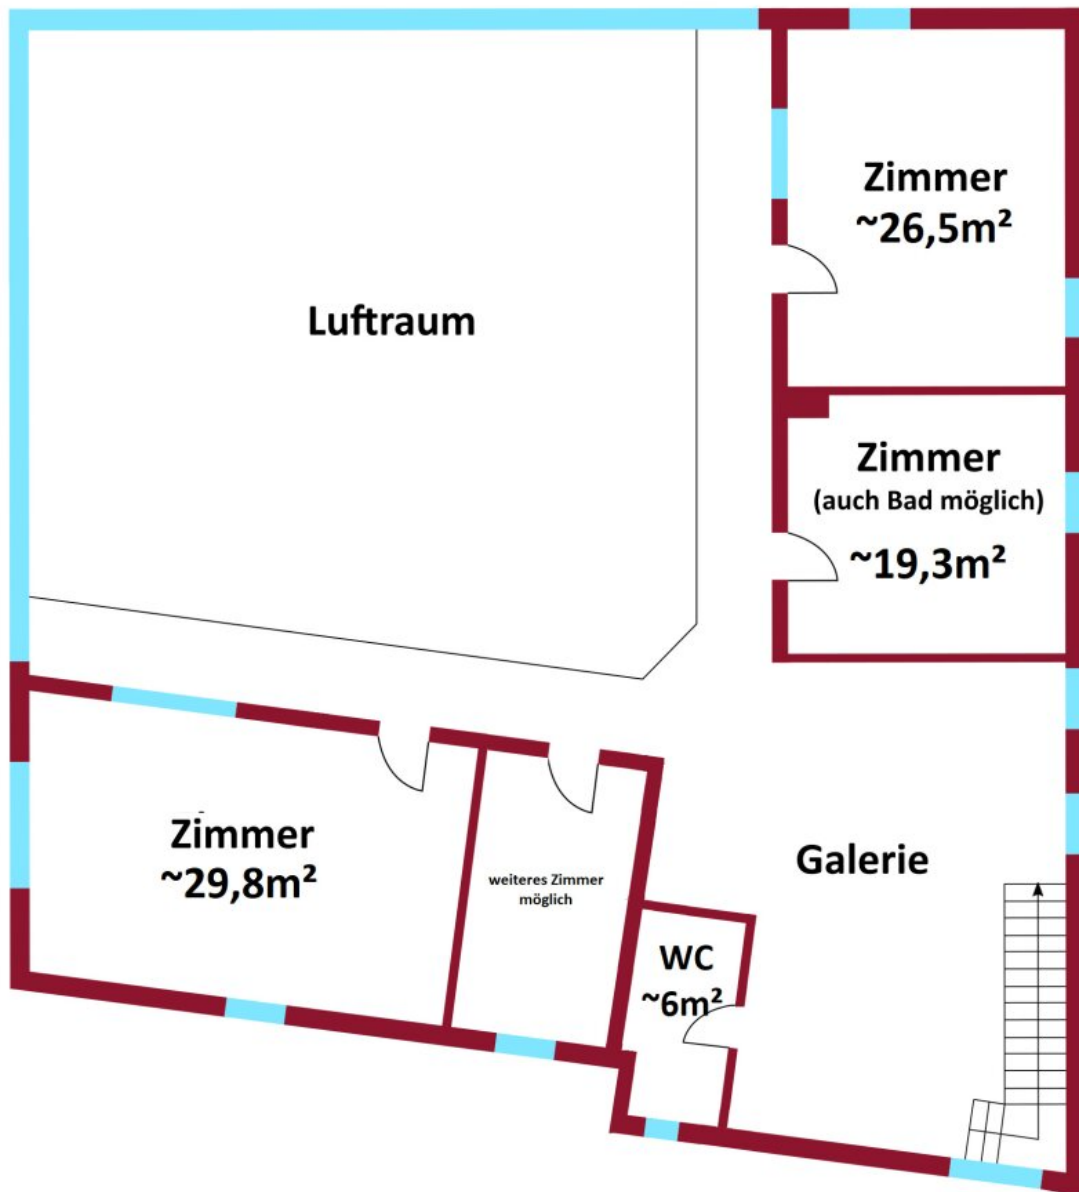 Zimmer
~26,5m²
Luftraum
Zimmer
(auch Bad möglich)
~19,3m²
Zimmer
~29,8m²
weiteres Zimmer
möglich
Galerie
WC
~6m²